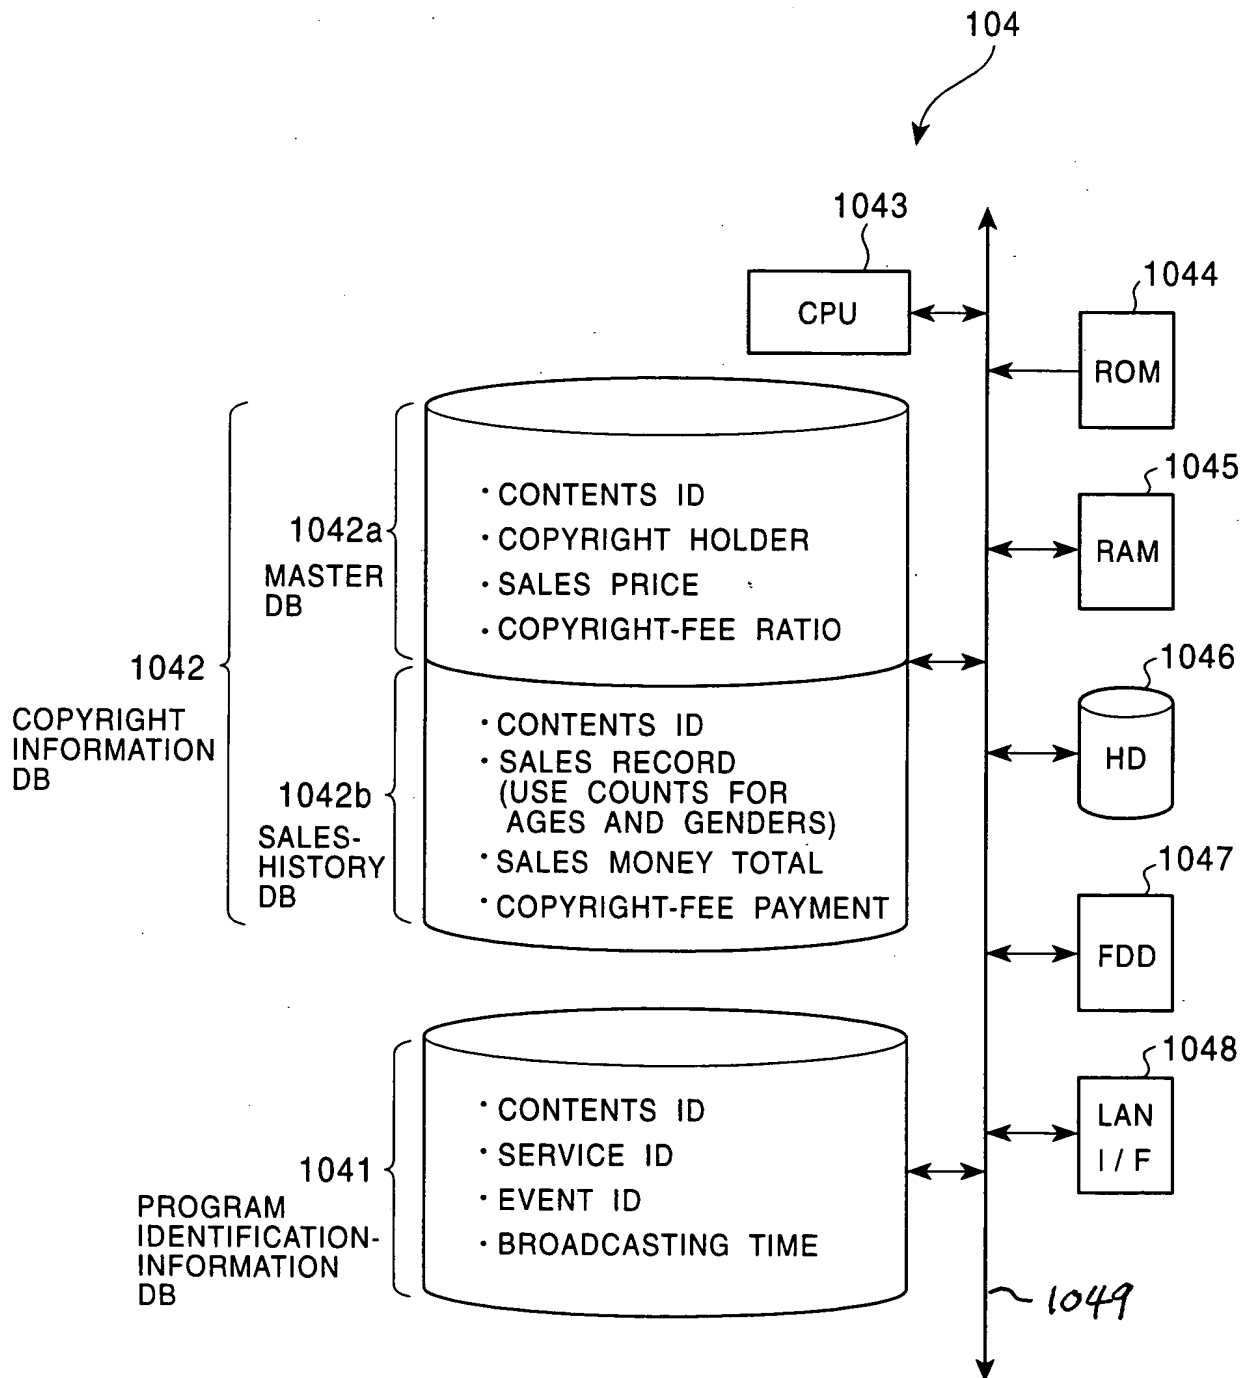 104
1043
CPU
1044
ROM
1045
RAM
1046
HD
1047
FDD
1048
LAN
I / F
1049
1042
COPYRIGHT
INFORMATION
DB
1042a
MASTER
DB
· CONTENTS ID
· COPYRIGHT HOLDER
· SALES PRICE
· COPYRIGHT-FEE RATIO
1042b
SALES-
HISTORY
DB
· CONTENTS ID
· SALES RECORD
(USE COUNTS FOR
AGES AND GENDERS)
· SALES MONEY TOTAL
· COPYRIGHT-FEE PAYMENT
1041
PROGRAM
IDENTIFICATION-
INFORMATION
DB
· CONTENTS ID
· SERVICE ID
· EVENT ID
· BROADCASTING TIME